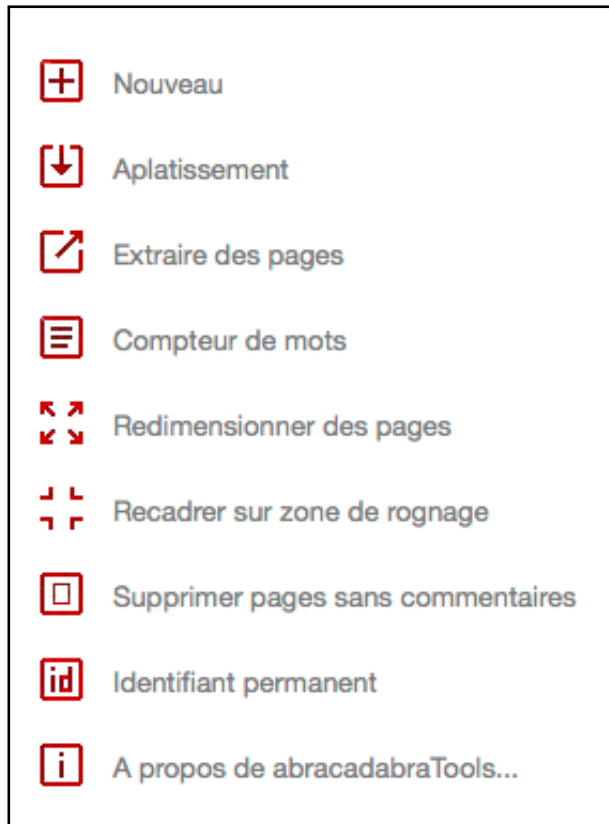 Nouveau
Aplatissement
Extraire des pages
Compteur de mots
Redimensionner des pages
Recadrer sur zone de rognage
Supprimer pages sans commentaires
id Identifiant permanent
i A propos de abracadabraTools...